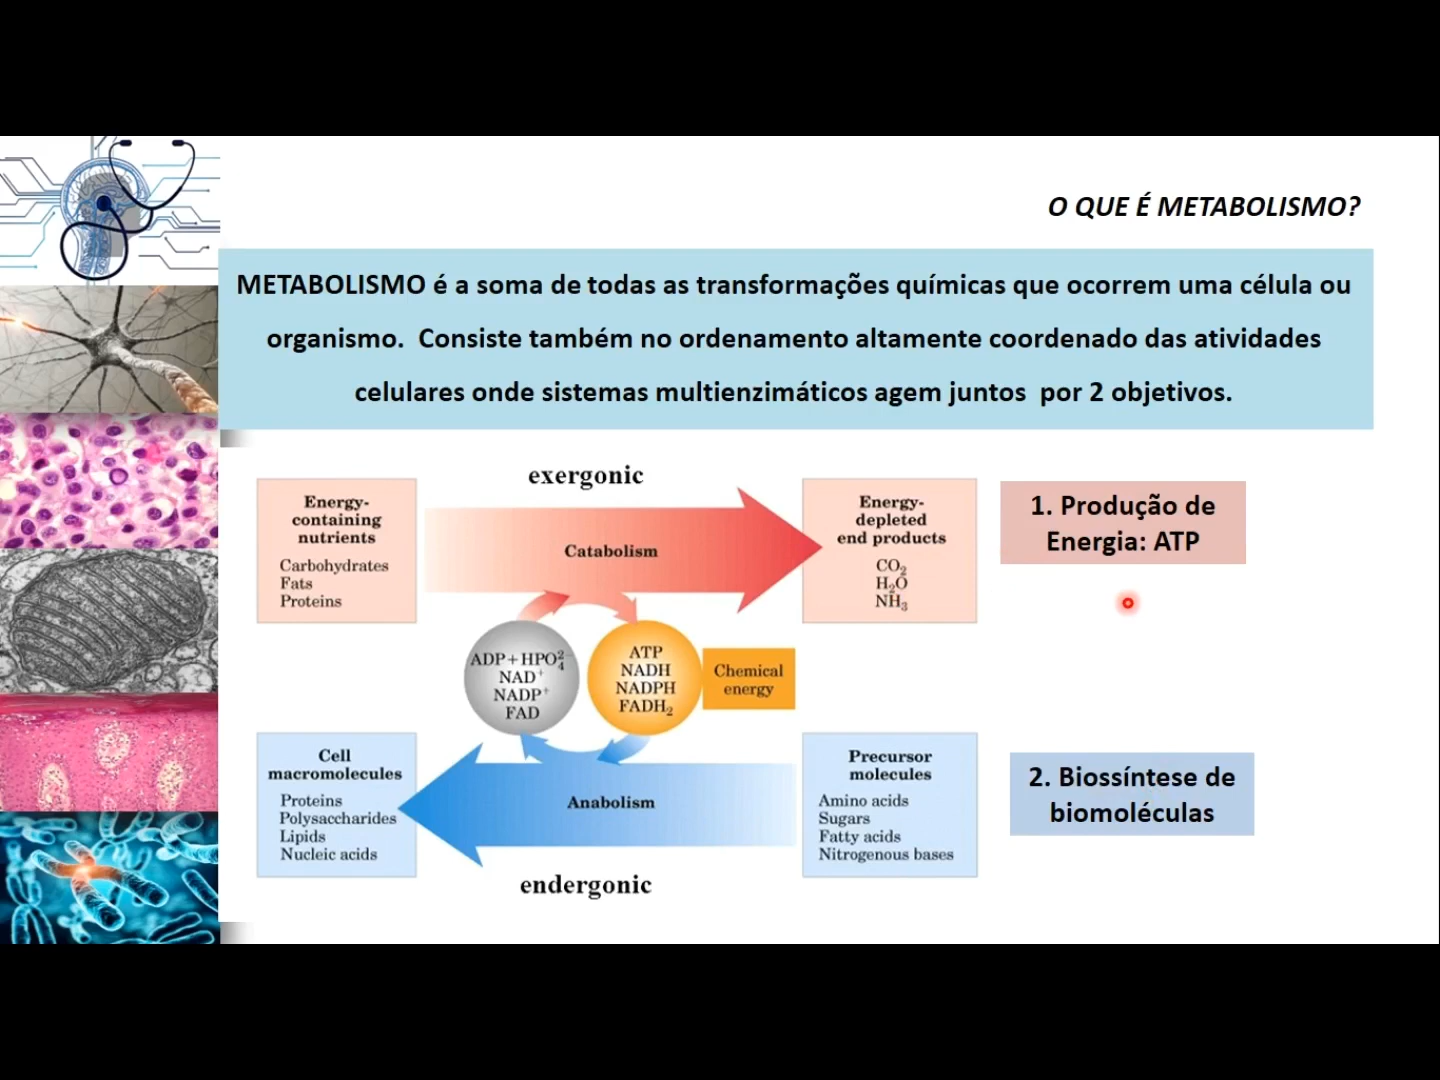 O QUE É METABOLISMO?
METABOLISMO é a soma de todas as transformações químicas que ocorrem uma célula ou
organismo. Consiste também no ordenamento altamente coordenado das atividades
celulares onde sistemas multienzimáticos agem juntos por 2 objetivos.
exergonic
Energy-
containing
nutrients
Carbohydrates
Fats
Proteins
Catabolism
Energy-
depleted
end products
CO₂
H₂O
NH₃
1. Produção de
Energia: ATP
ADP+HPO₄²⁻
NAD⁺
NADP⁺
FAD
ATP
NADH
NADPH
FADH₂
Chemical
energy
Cell
macromolecules
Proteins
Polysaccharides
Lipids
Nucleic acids
Anabolism
Precursor
molecules
Amino acids
Sugars
Fatty acids
Nitrogenous bases
2. Biossíntese de
biomoléculas
endergonic